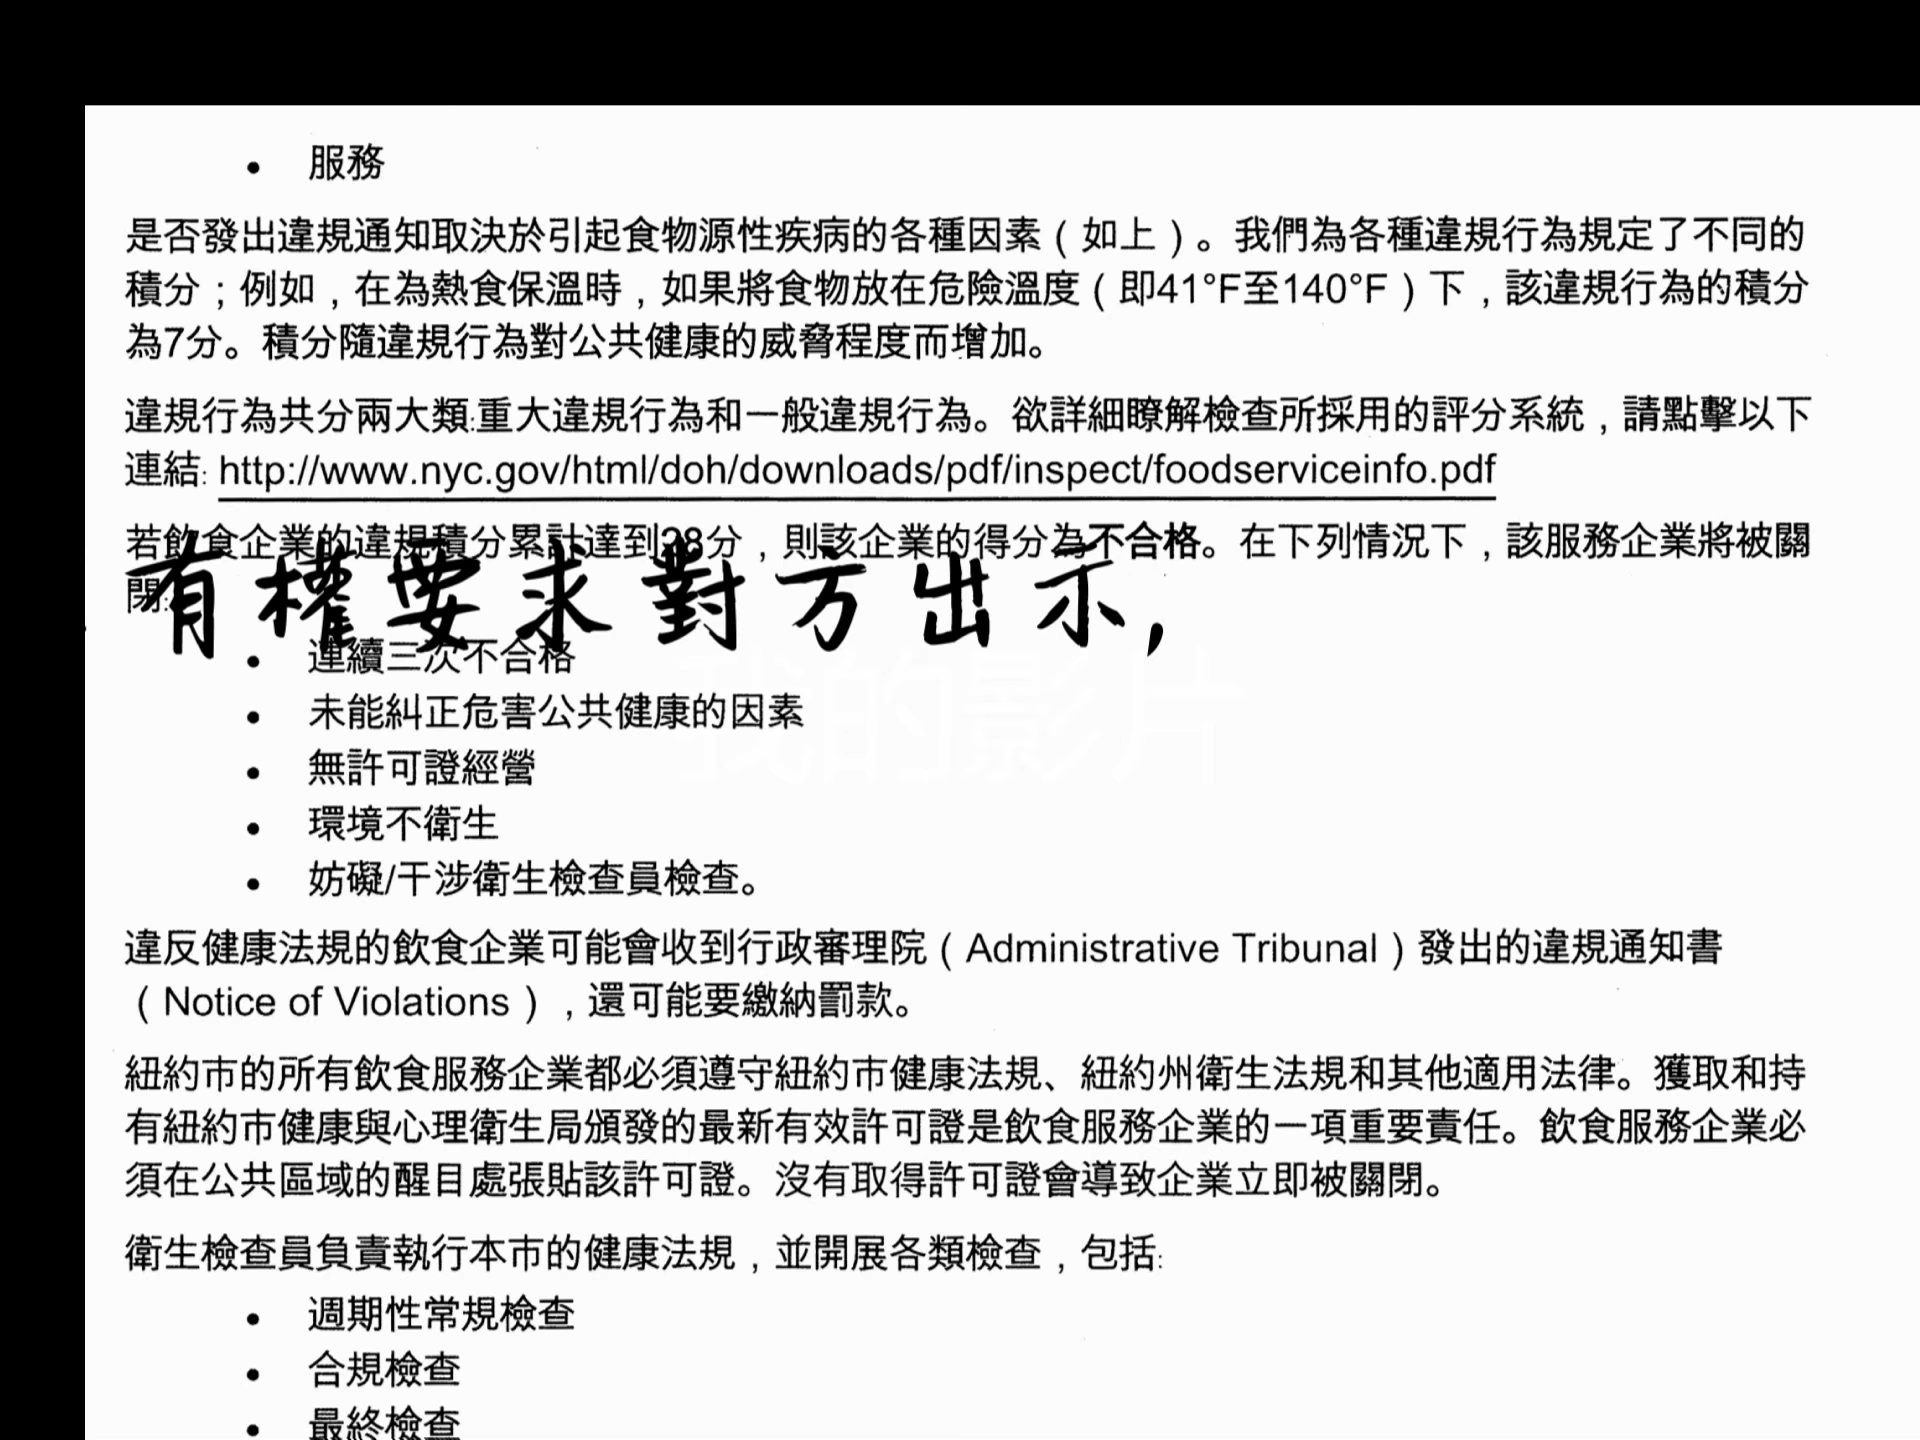 • 服務
是否發出違規通知取決於引起食物源性疾病的各種因素（如上）。我們為各種違規行為規定了不同的
積分；例如，在為熱食保溫時，如果將食物放在危險溫度（即41°F至140°F）下，該違規行為的積分
為7分。積分隨違規行為對公共健康的威脅程度而增加。
違規行為共分兩大類:重大違規行為和一般違規行為。欲詳細瞭解檢查所採用的評分系統，請點擊以下
連結: http://www.nyc.gov/html/doh/downloads/pdf/inspect/foodserviceinfo.pdf
若飲食企業的違規積分累計達到28分，則該企業的得分為不合格。在下列情況下，該服務企業將被關
閉:
有權要求對方出示,
• 連續三次不合格
我的影片
• 未能糾正危害公共健康的因素
• 無許可證經營
• 環境不衛生
• 妨礙/干涉衛生檢查員檢查。
違反健康法規的飲食企業可能會收到行政審理院（Administrative Tribunal）發出的違規通知書
（Notice of Violations），還可能要繳納罰款。
紐約市的所有飲食服務企業都必須遵守紐約市健康法規、紐約州衛生法規和其他適用法律。獲取和持
有紐約市健康與心理衛生局頒發的最新有效許可證是飲食服務企業的一項重要責任。飲食服務企業必
須在公共區域的醒目處張貼該許可證。沒有取得許可證會導致企業立即被關閉。
衛生檢查員負責執行本市的健康法規，並開展各類檢查，包括:
• 週期性常規檢查
• 合規檢查
• 最終檢查